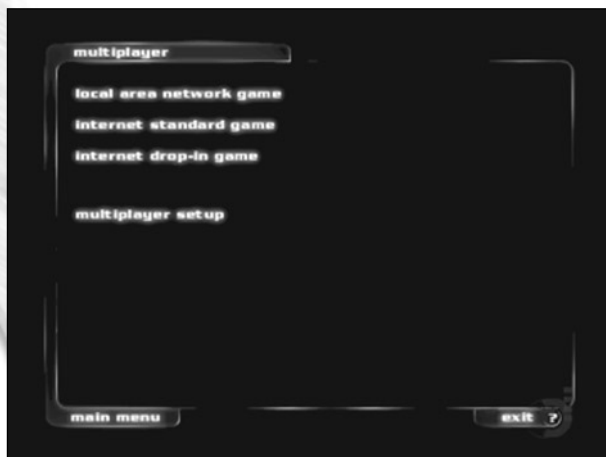 multiplayer
local area network game
internet standard game
internet drop-in game
multiplayer setup
main menu
exit ?